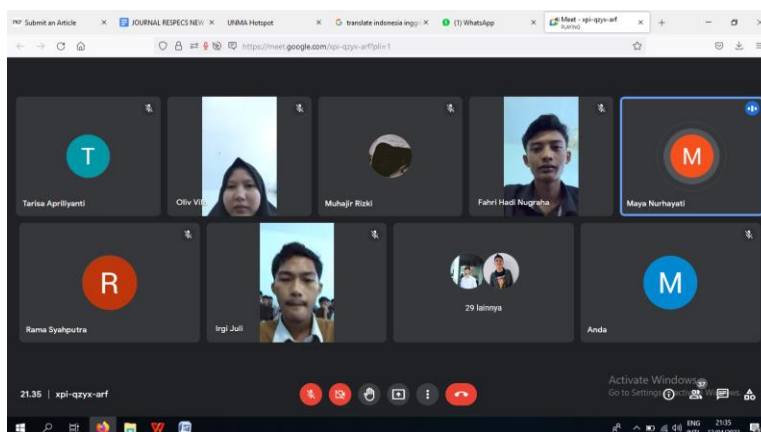 Submit an Article
JOURNAL RESPECS NEW
UNMA Hotspot
translate indonesia inggr
(1) WhatsApp
Meet - xpi-qzyx-arf
PLAYING
https://meet.google.com/xpi-qzyx-arf?pli=1
T
Tarisa Apriliyanti
Oliv
Muhajir Rizki
Fahri Hadi Nugraha
M
Maya Nurhayati
R
Rama Syahputra
Irgi Juli
29 lainnya
M
Anda
Activate Windows
Go to Settings
21.35 | xpi-qzyx-arf
37
ENG
21:35